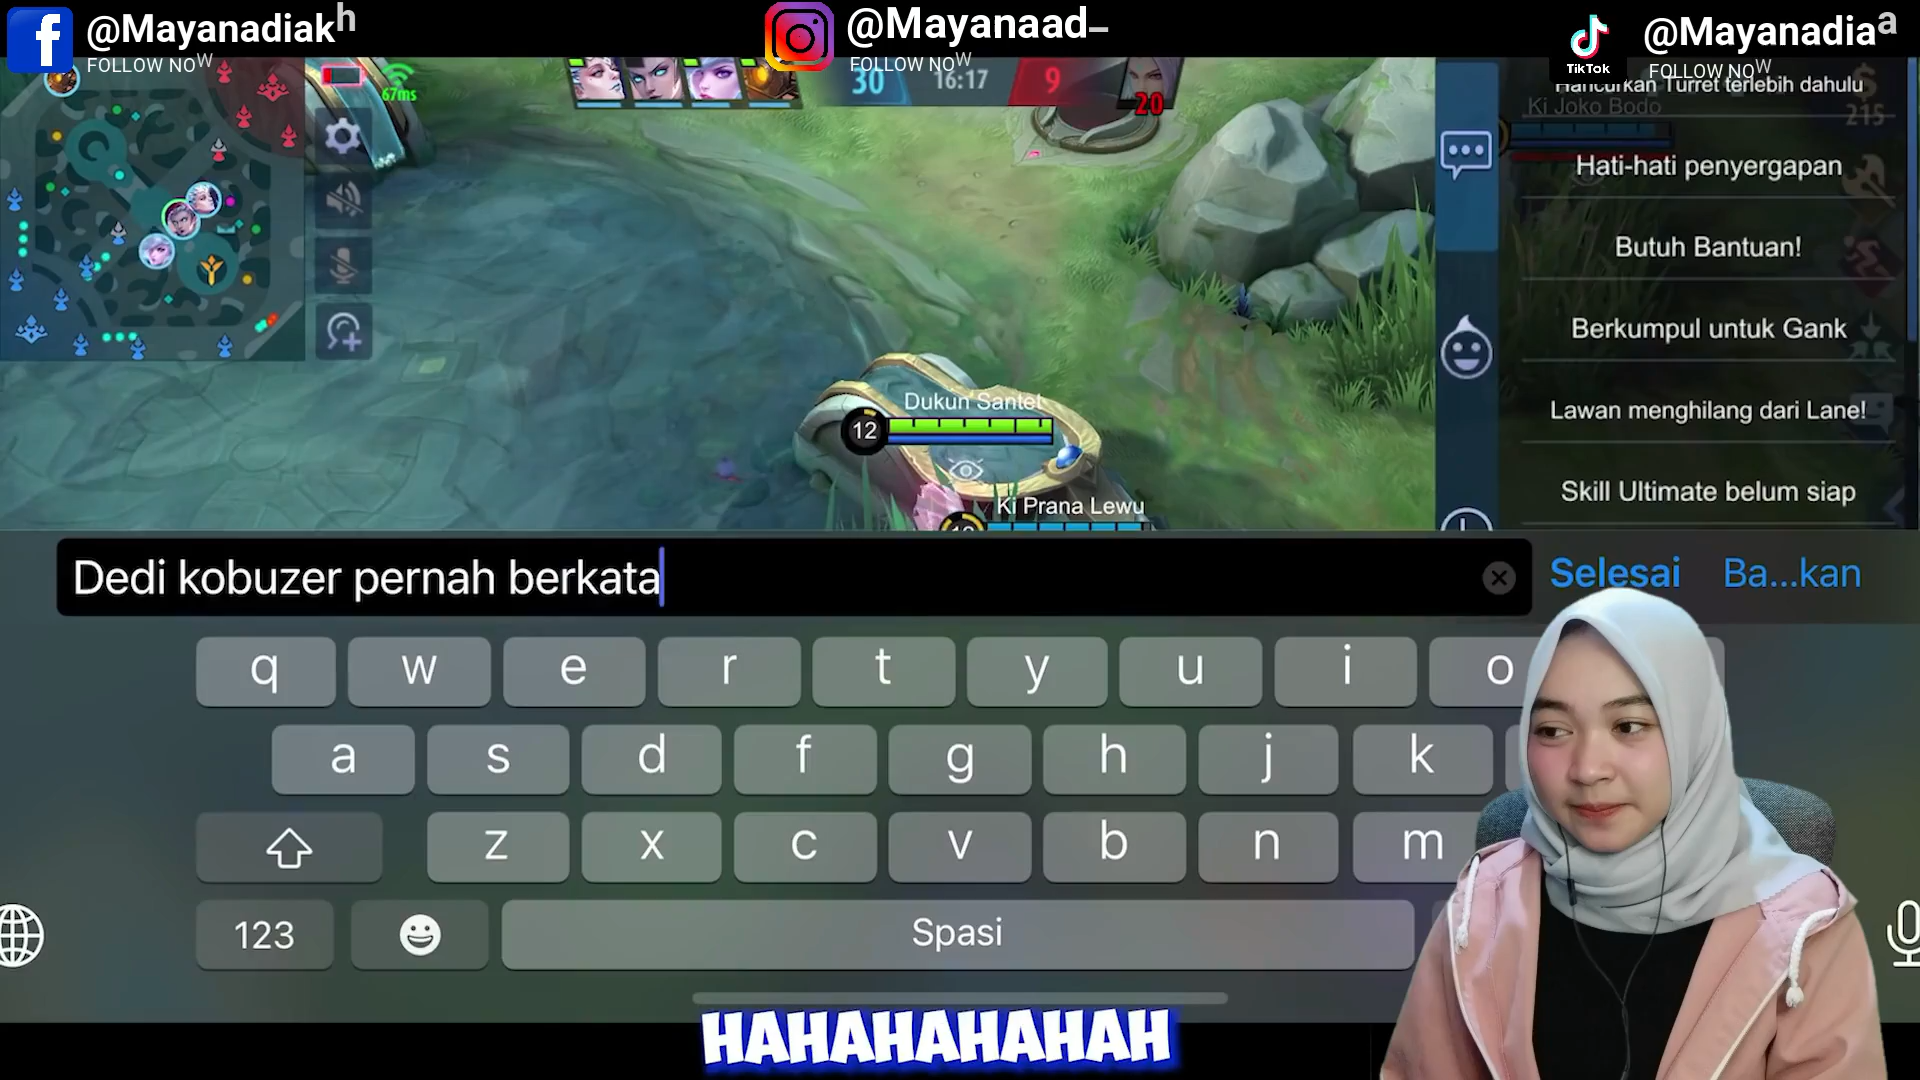 @Mayanadiakh
FOLLOW NOW
@Mayanaad_
FOLLOW NOW
TikTok
@Mayanadiaa
FOLLOW NOW
67ms
30
16:17
9
20
Hancurkan Turret terlebih dahulu
Ki Joko Bodo
215
Hati-hati penyergapan
Butuh Bantuan!
Berkumpul untuk Gank
Lawan menghilang dari Lane!
Skill Ultimate belum siap
Dukun Santet
12
Ki Prana Lewu
Dedi kobuzer pernah berkata
Selesai
Ba...kan
q w e r t y u i o
a s d f g h j k
z x c v b n m
123
Spasi
HAHAHAHAHAH